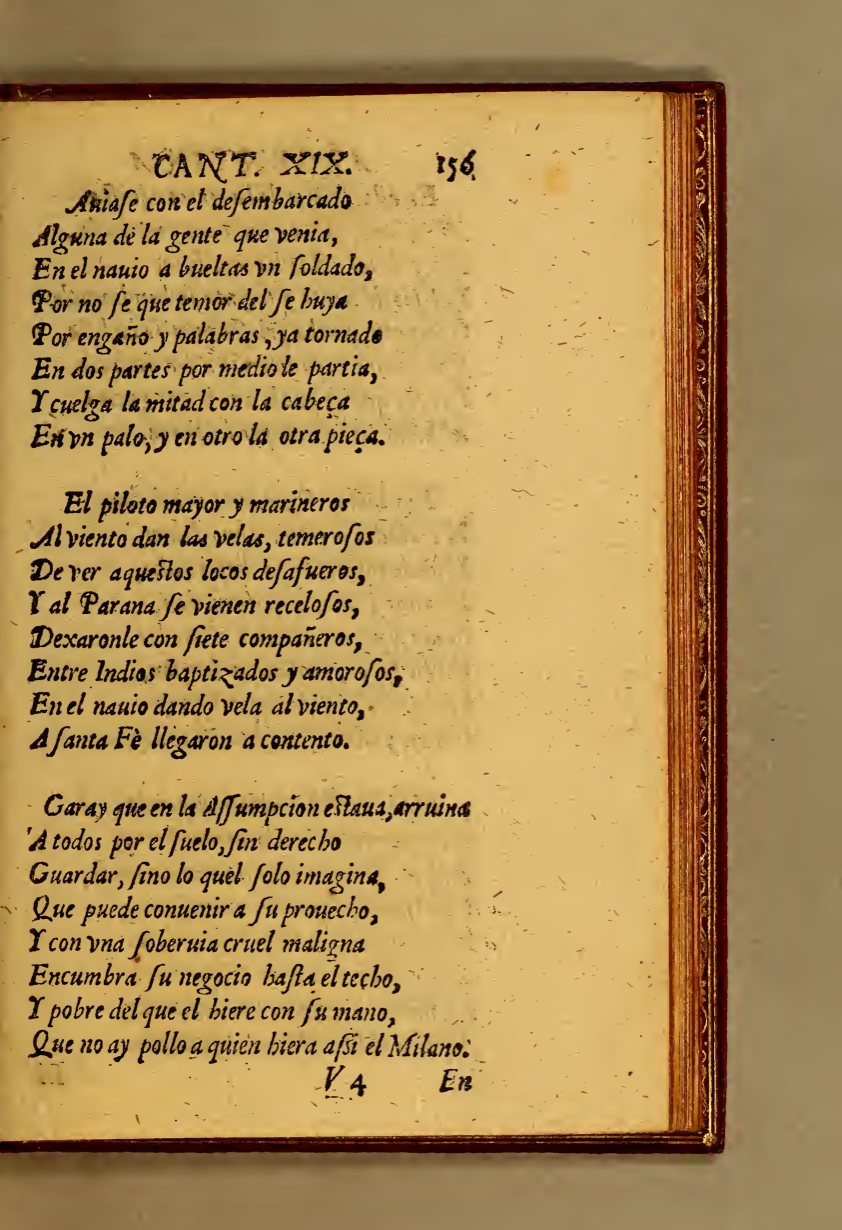 CANT. XIX. 156
Auiaſe con el deſembarcado
Alguna de la gente que venia,
En el nauio a bueltas vn ſoldado,
Por no ſe que temor del ſe huya
Por engaño y palabras, ya tornado
En dos partes por medio le partia,
Y cuelga la mitad con la cabeça
En vn palo, y en otro la otra pieça.
El piloto mayor y marineros
Al viento dan las velas, temeroſos
De ver aqueſtos locos deſafueros,
Y al Parana ſe vienen receloſos,
Dexaronle con ſiete compañeros,
Entre Indios baptizados y amoroſos,
En el nauio dando vela al viento,
A ſanta Fè llegaron a contento.
Garay que en la Aſſumpcion eſtaua, arruina
A todos por el ſuelo, ſin derecho
Guardar, ſino lo quel ſolo imagina,
Que puede conuenir a ſu prouecho,
Y con vna ſoberuia cruel maligna
Encumbra ſu negocio haſta el techo,
Y pobre del que el hiere con ſu mano,
Que no ay pollo a quien hiera aſsi el Milano.
V 4 En